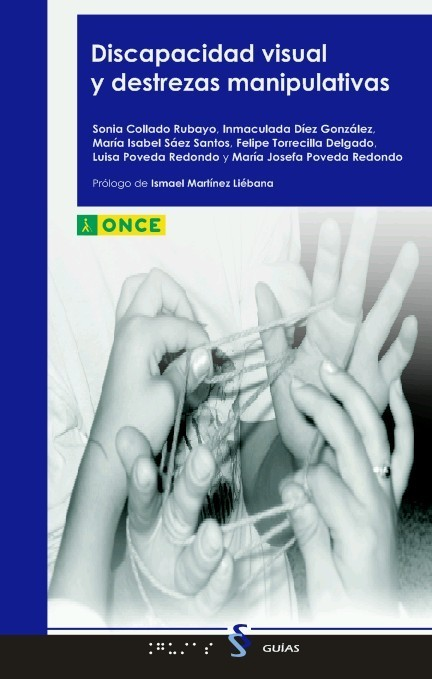 Discapacidad visual
y destrezas manipulativas
Sonia Collado Rubayo, Inmaculada Díez González,
María Isabel Sáez Santos, Felipe Torrecilla Delgado,
Luisa Poveda Redondo y María Josefa Poveda Redondo
Prólogo de Ismael Martínez Liébana
ONCE
GUÍAS